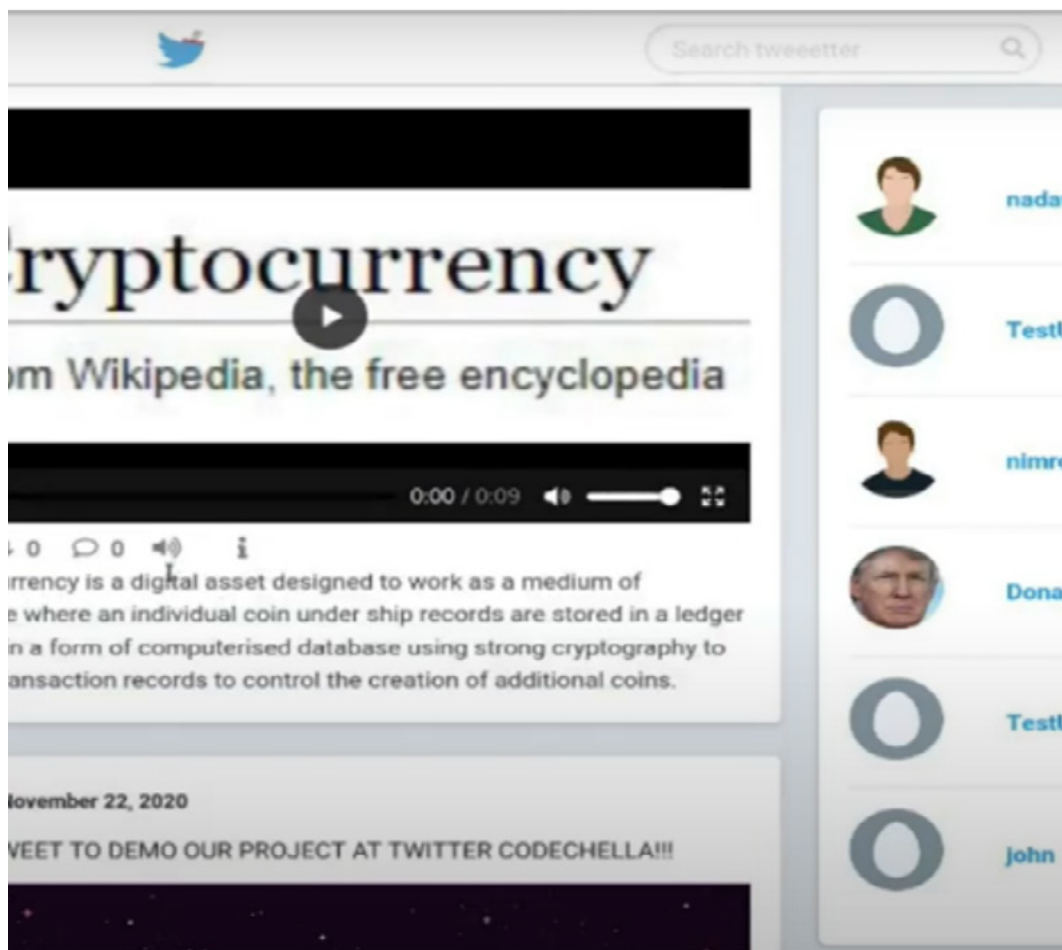 Search tweeetter
ryptocurrency
om Wikipedia, the free encyclopedia
0:00 / 0:09
0 0 i
rrency is a digital asset designed to work as a medium of
e where an individual coin under ship records are stored in a ledger
n a form of computerised database using strong cryptography to
ansaction records to control the creation of additional coins.
November 22, 2020
WEET TO DEMO OUR PROJECT AT TWITTER CODECHELLA!!!
nada
Test
nimr
Dona
Test
john